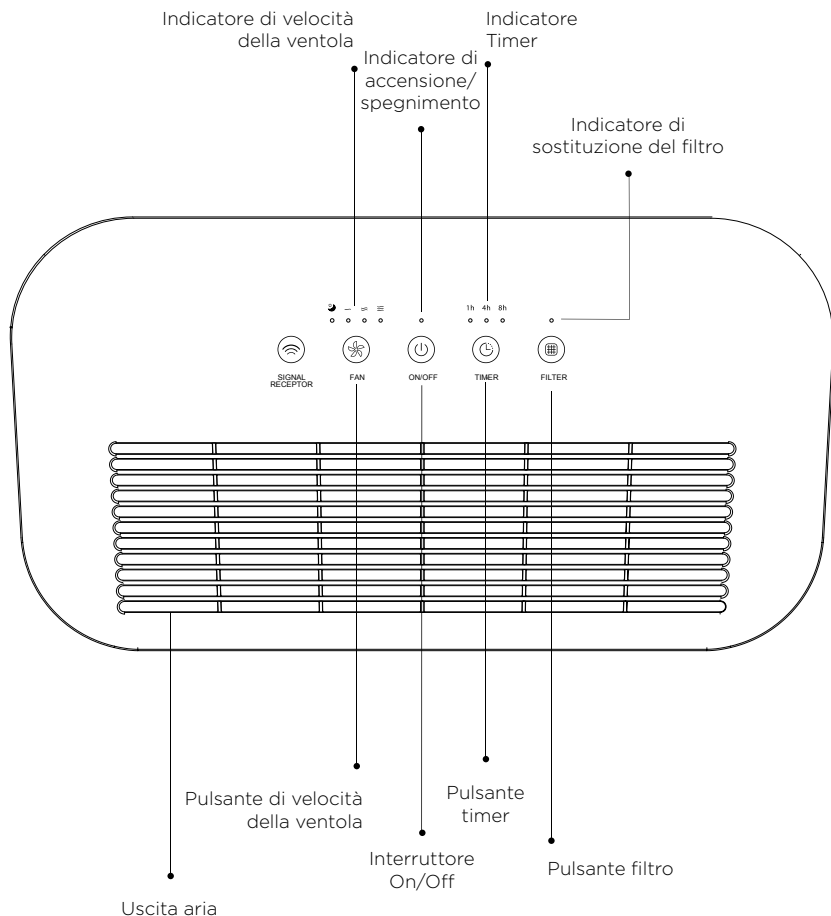 Indicatore di velocità
della ventola
Indicatore di
accensione/
spegnimento
Indicatore
Timer
Indicatore di
sostituzione del filtro
1h 4h 8h
SIGNAL
RECEPTOR
FAN
ON/OFF
TIMER
FILTER
Pulsante di velocità
della ventola
Interruttore
On/Off
Pulsante
timer
Pulsante filtro
Uscita aria